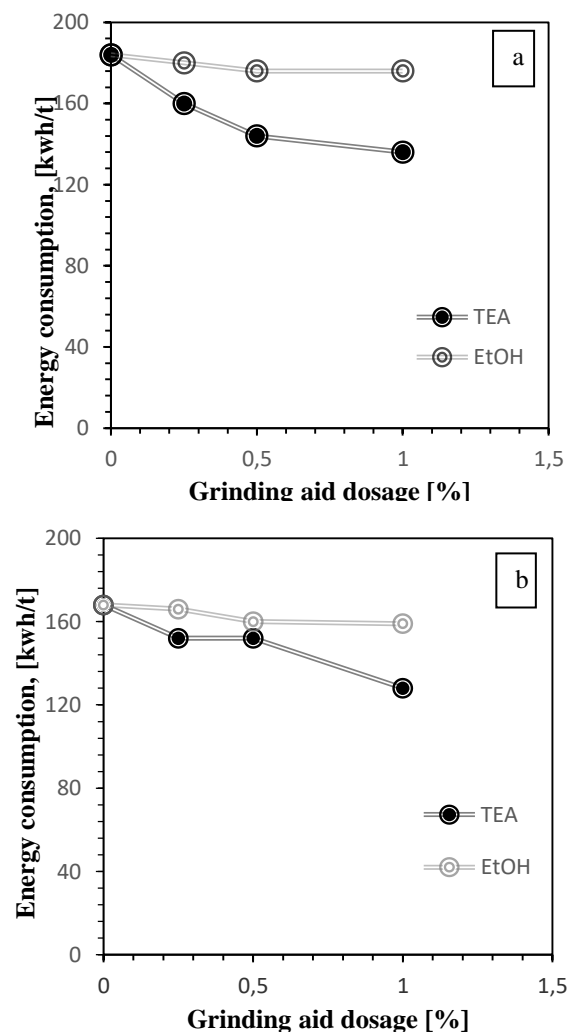 200
a
160
120
80
40
0
Energy consumption, [kwh/t]
TEA
EtOH
0 0,5 1 1,5
Grinding aid dosage [%]
200
b
160
120
80
40
0
Energy consumption, [kwh/t]
TEA
EtOH
0 0,5 1 1,5
Grinding aid dosage [%]